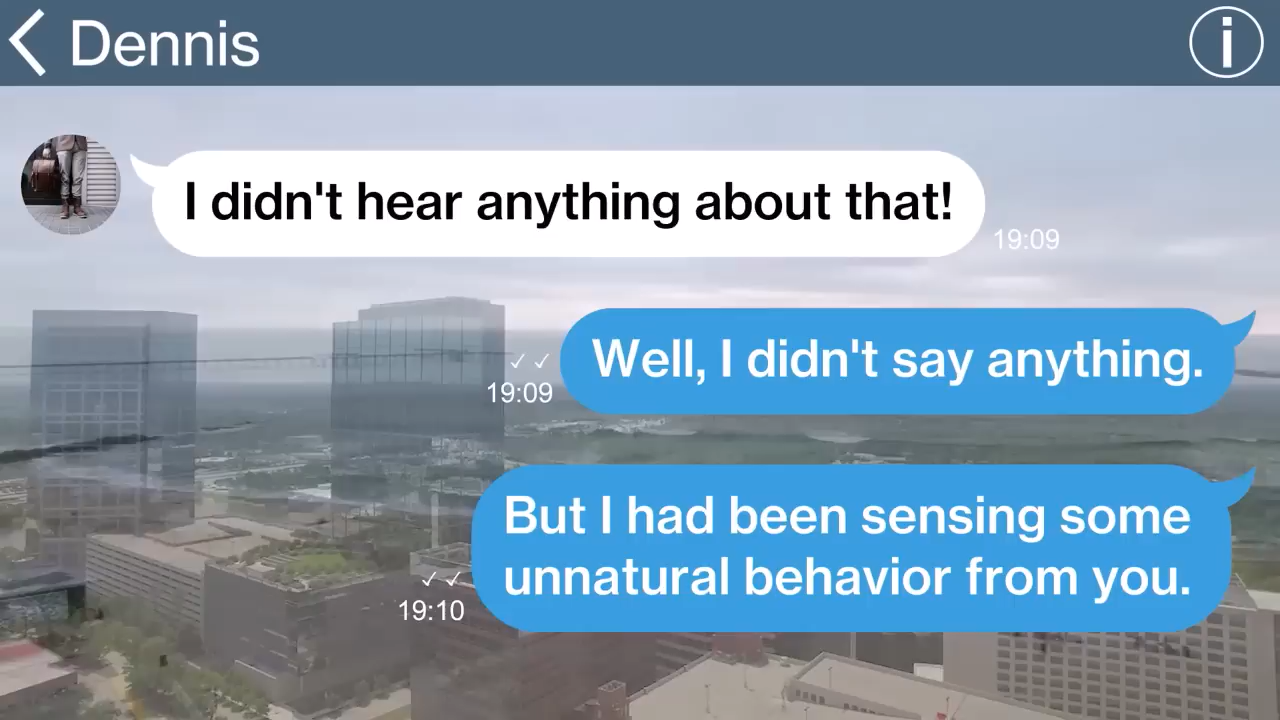 Dennis
i
I didn't hear anything about that!
19:09
Well, I didn't say anything.
19:09
But I had been sensing some
unnatural behavior from you.
19:10